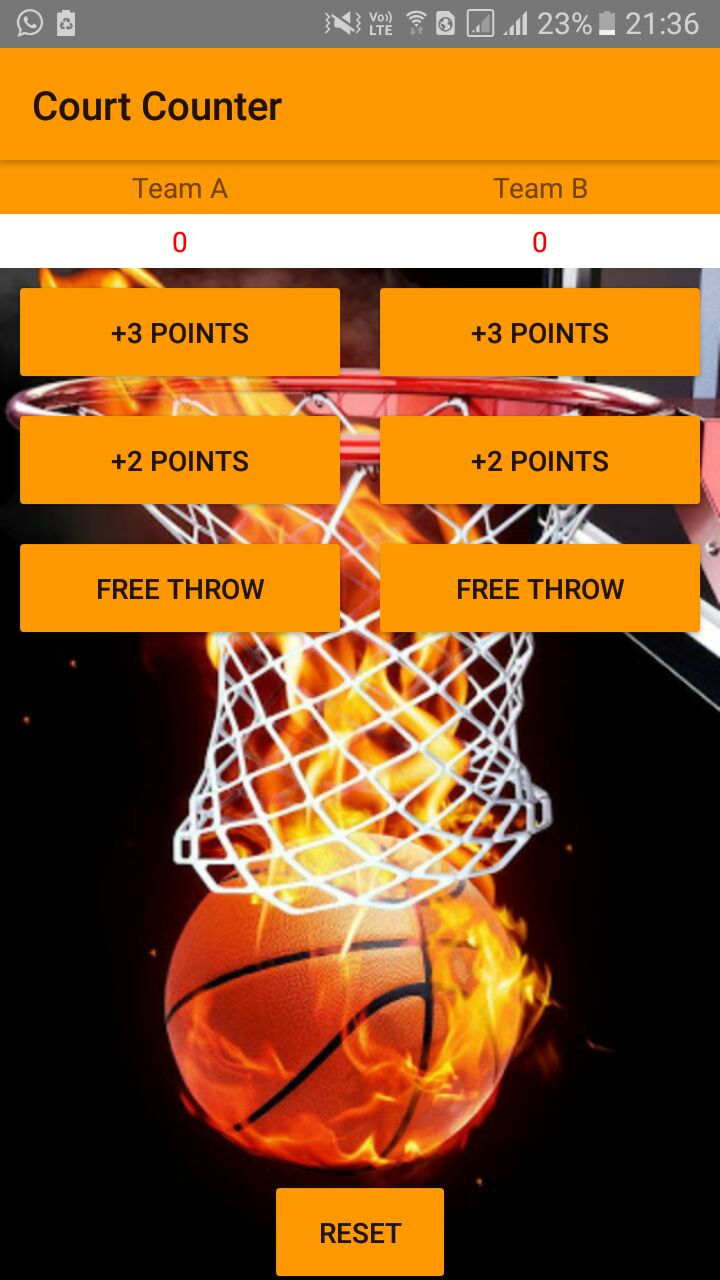 Vo)) LTE 23% 21:36
Court Counter
Team A Team B
0 0
+3 POINTS +3 POINTS
+2 POINTS +2 POINTS
FREE THROW FREE THROW
RESET